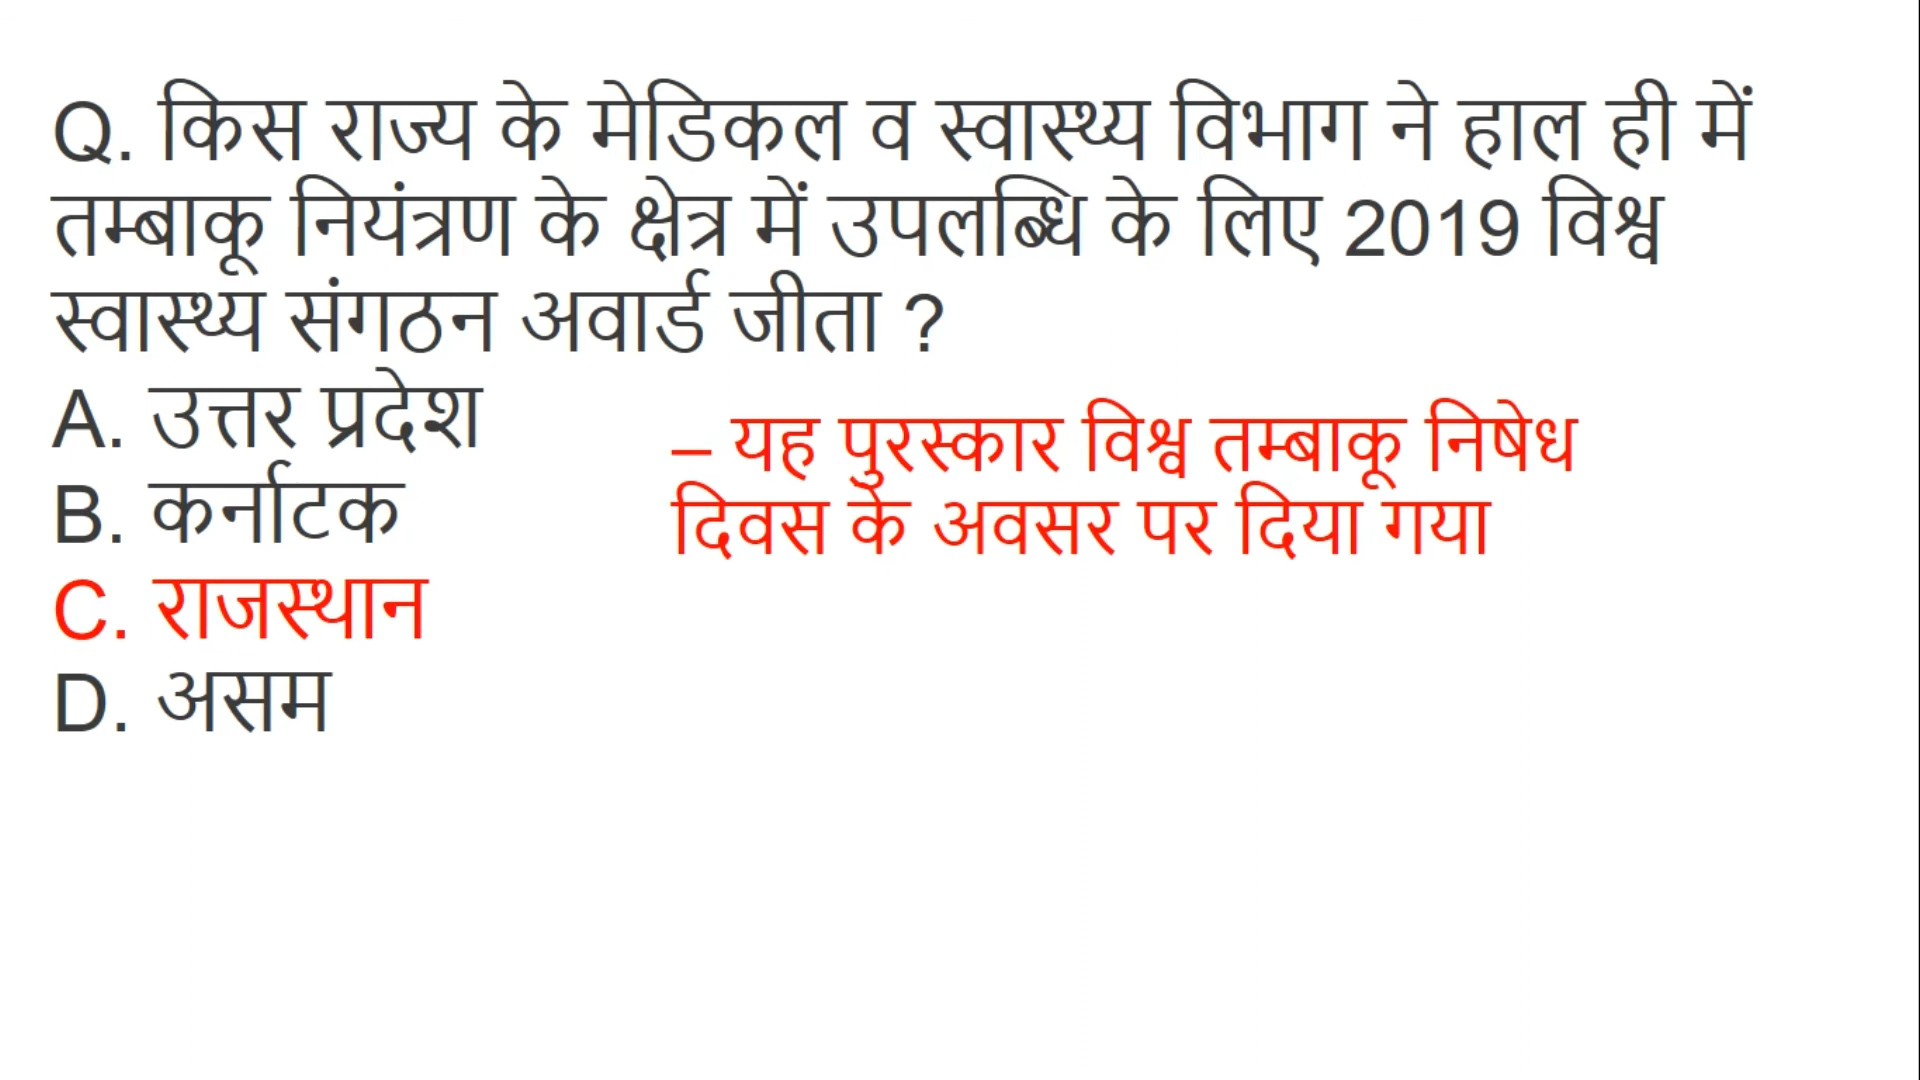 Q. किस राज्य के मेडिकल व स्वास्थ्य विभाग ने हाल ही में
तम्बाकू नियंत्रण के क्षेत्र में उपलब्धि के लिए 2019 विश्व
स्वास्थ्य संगठन अवार्ड जीता ?
A. उत्तर प्रदेश
B. कर्नाटक
C. राजस्थान
D. असम
– यह पुरस्कार विश्व तम्बाकू निषेध
दिवस के अवसर पर दिया गया